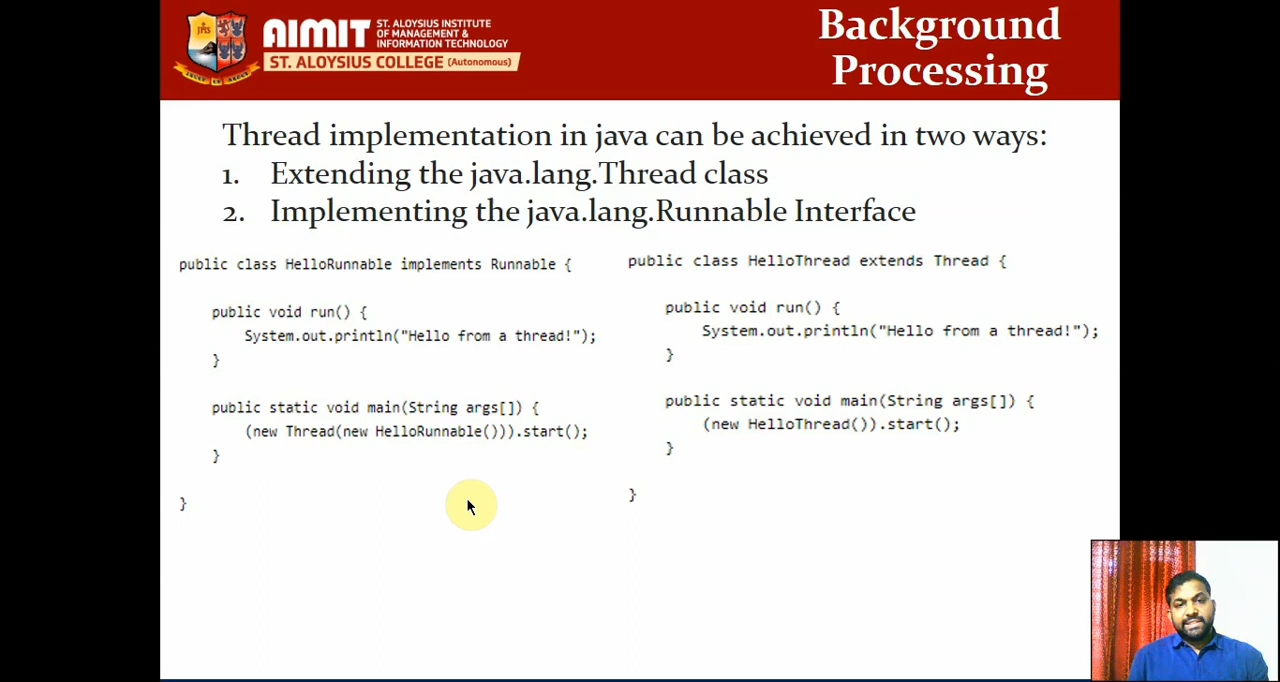 AIMIT
ST. ALOYSIUS INSTITUTE
OF MANAGEMENT &
INFORMATION TECHNOLOGY
ST. ALOYSIUS COLLEGE (Autonomous)
Background
Processing
Thread implementation in java can be achieved in two ways:
1. Extending the java.lang.Thread class
2. Implementing the java.lang.Runnable Interface
public class HelloRunnable implements Runnable {
public void run() {
System.out.println("Hello from a thread!");
}
public static void main(String args[]) {
(new Thread(new HelloRunnable())).start();
}
}
public class HelloThread extends Thread {
public void run() {
System.out.println("Hello from a thread!");
}
public static void main(String args[]) {
(new HelloThread()).start();
}
}